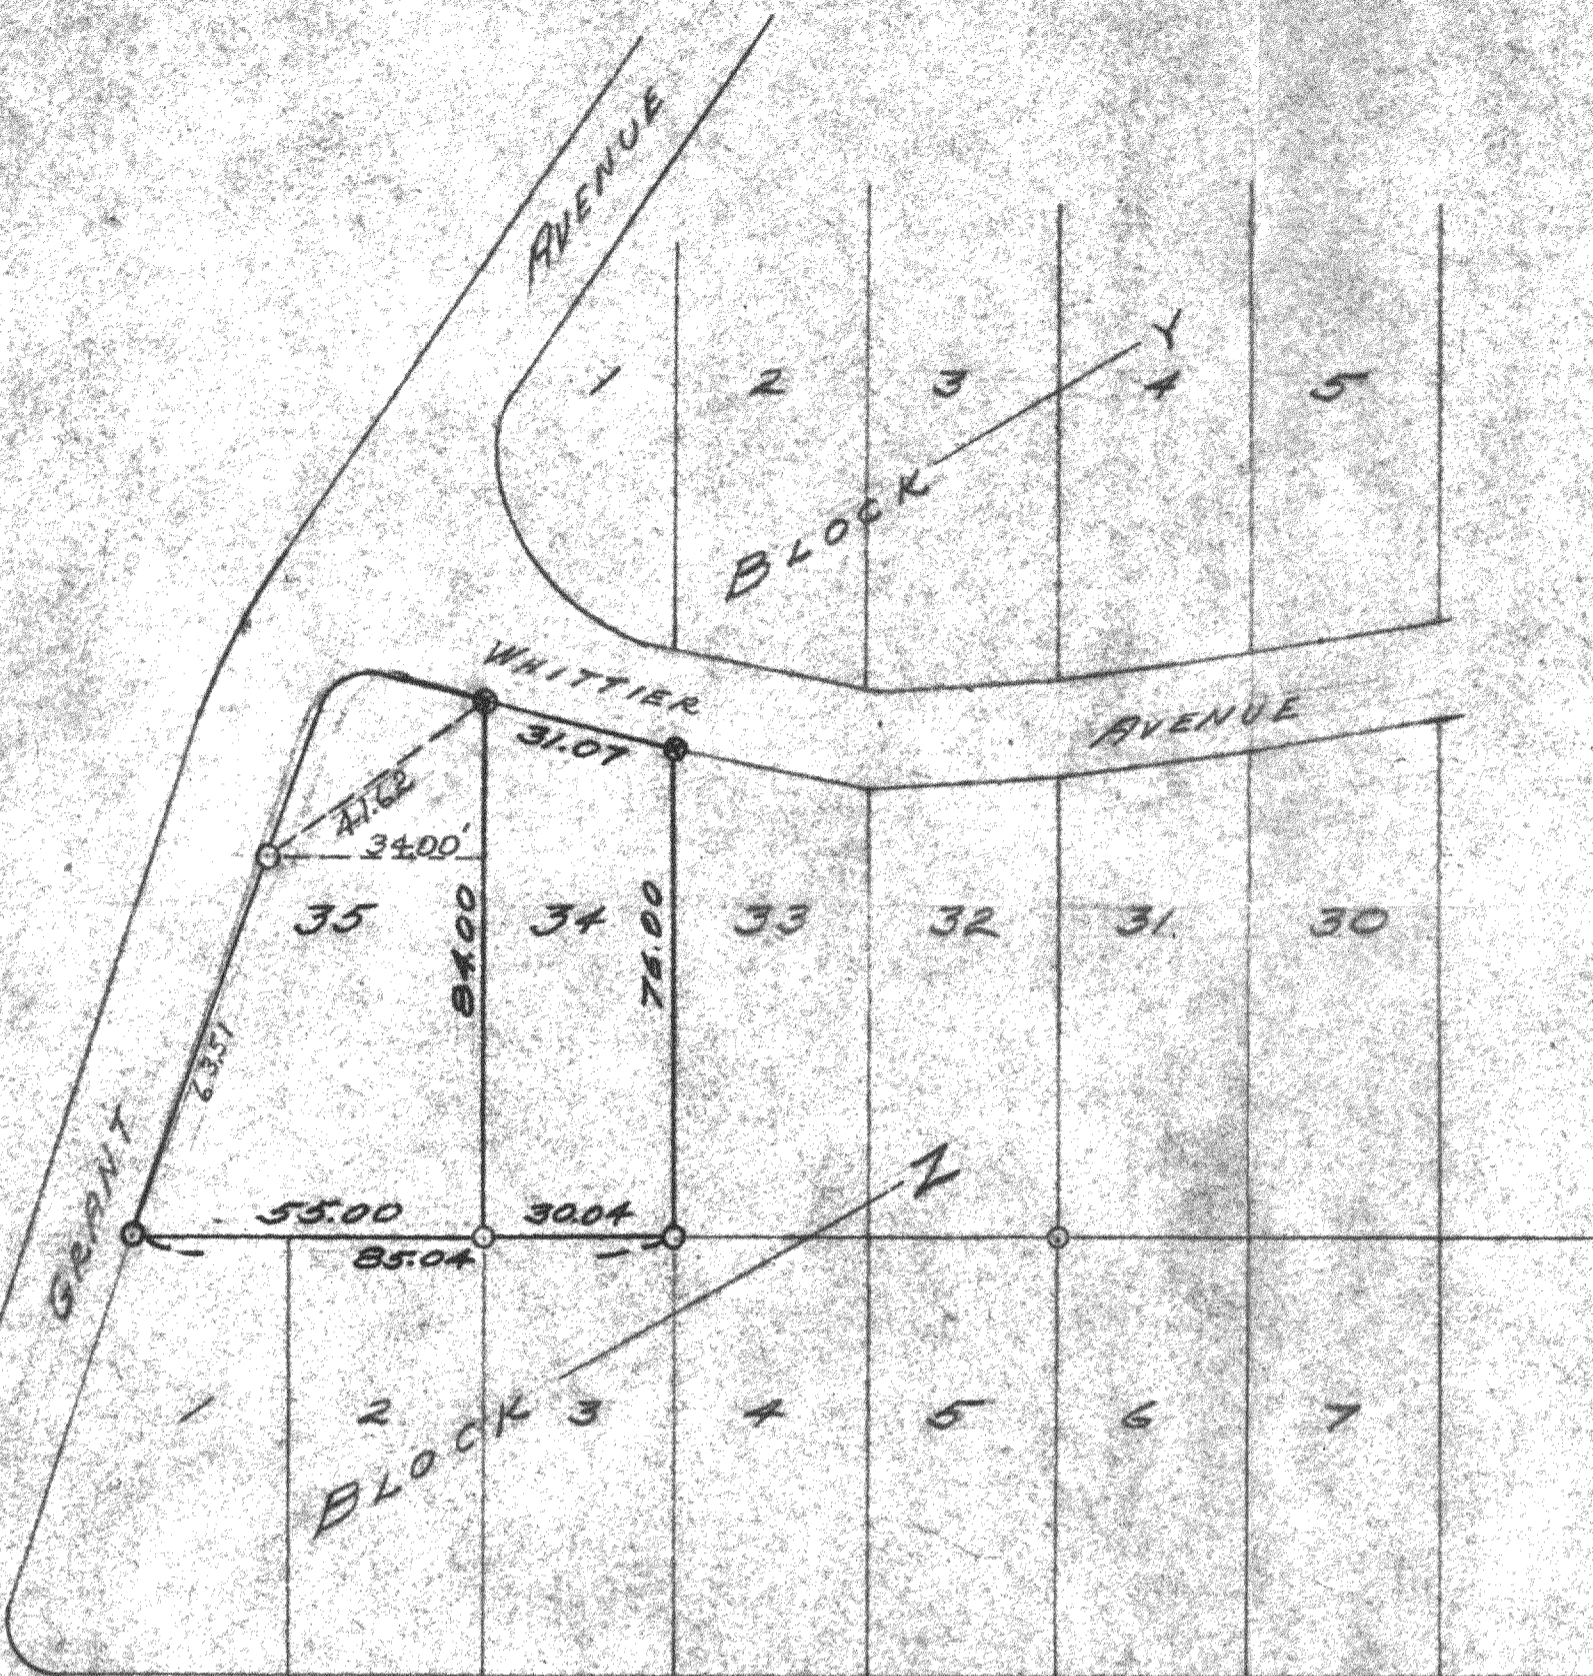 AVENUE
1 2 3 4 5
BLOCK Y
WHITTIER
AVENUE
31.07
41.62
34.00'
35 34 33 32 31. 30
84.00
76.00
63.51
GRANT
55.00 30.04
85.04
BLOCK Z
1 2 3 4 5 6 7